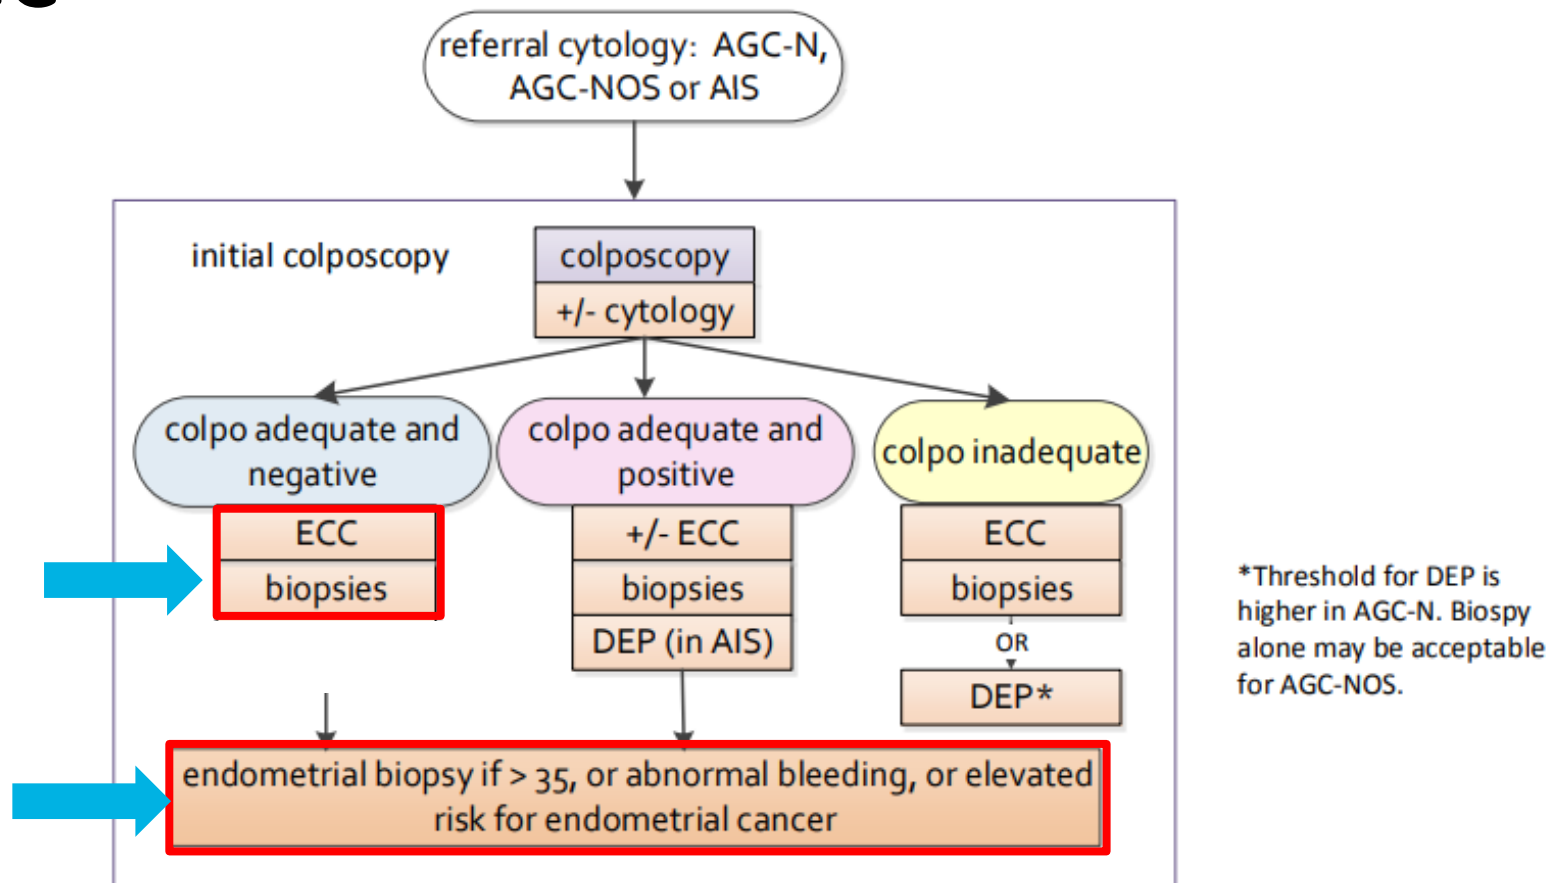 referral cytology: AGC-N,
AGC-NOS or AIS
initial colposcopy
colposcopy
+/- cytology
colpo adequate and
negative
ECC
biopsies
colpo adequate and
positive
+/- ECC
biopsies
DEP (in AIS)
colpo inadequate
ECC
biopsies
OR
DEP*
endometrial biopsy if > 35, or abnormal bleeding, or elevated
risk for endometrial cancer
*Threshold for DEP is
higher in AGC-N. Biospy
alone may be acceptable
for AGC-NOS.